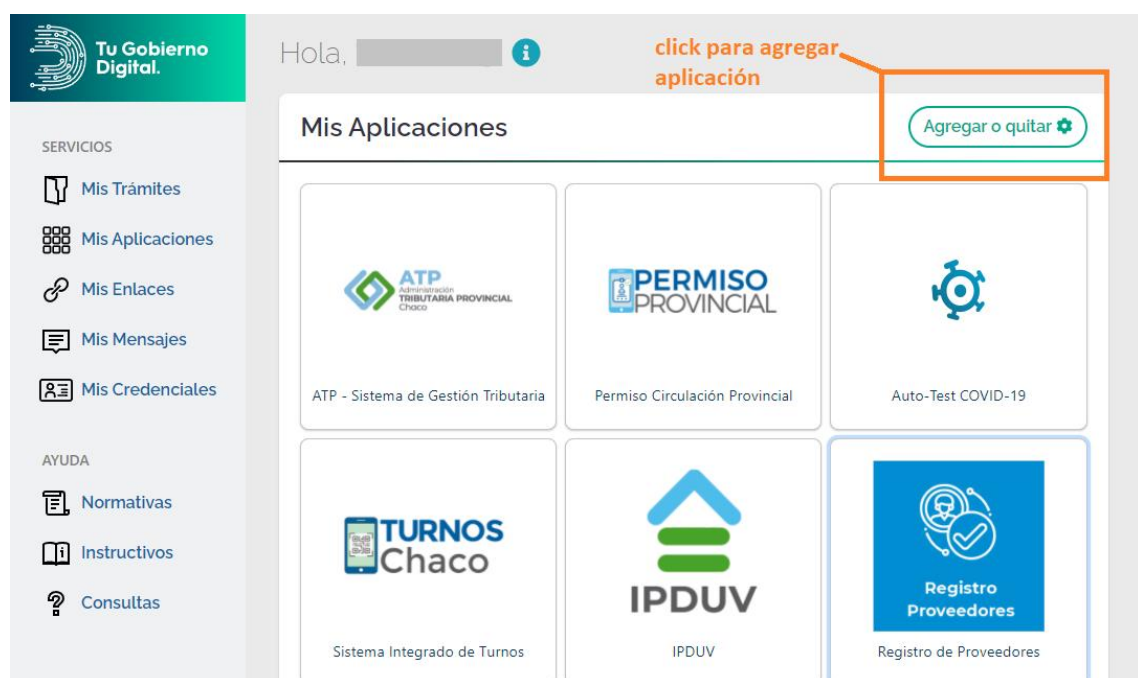 Tu Gobierno
Digital.
Hola,
click para agregar
aplicación
Mis Aplicaciones
Agregar o quitar
SERVICIOS
Mis Trámites
Mis Aplicaciones
Mis Enlaces
Mis Mensajes
Mis Credenciales
AYUDA
Normativas
Instructivos
Consultas
ATP
Administración
TRIBUTARIA PROVINCIAL
Chaco
ATP - Sistema de Gestión Tributaria
PERMISO
PROVINCIAL
Permiso Circulación Provincial
Auto-Test COVID-19
TURNOS
Chaco
Sistema Integrado de Turnos
IPDUV
IPDUV
Registro
Proveedores
Registro de Proveedores